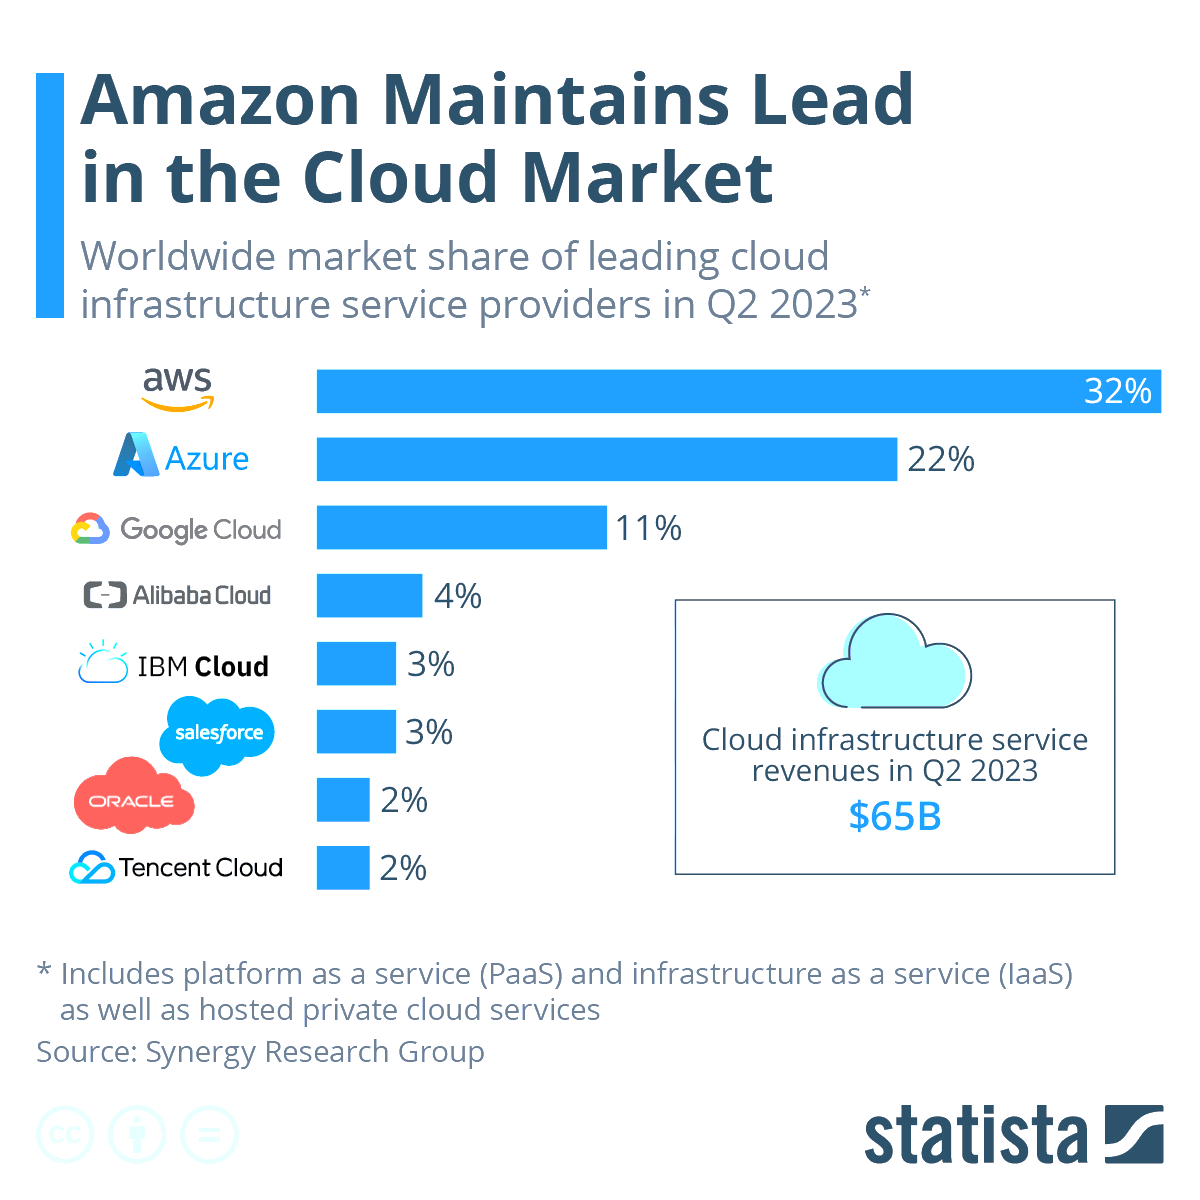 Amazon Maintains Lead
in the Cloud Market
Worldwide market share of leading cloud
infrastructure service providers in Q2 2023*
aws
32%
Azure
22%
Google Cloud
11%
Alibaba Cloud
4%
IBM Cloud
3%
salesforce
3%
ORACLE
2%
Tencent Cloud
2%
Cloud infrastructure service
revenues in Q2 2023
$65B
* Includes platform as a service (PaaS) and infrastructure as a service (IaaS)
as well as hosted private cloud services
Source: Synergy Research Group
cc
statista